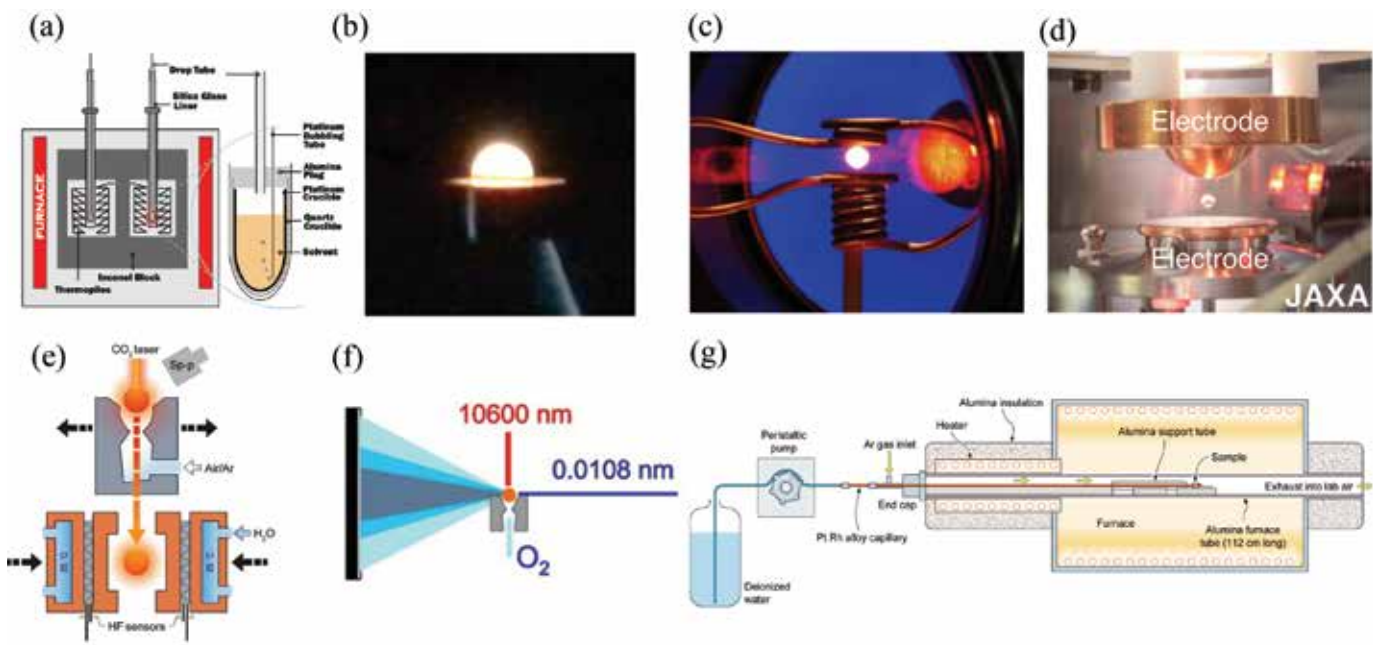 (a)
Drop Tube
Silica Glass
Liner
Platinum
Bubbling
Tube
Alumina
Plug
Platinum
Crucible
Quartz
Crucible
Solvent
FURNACE
Inconel Block
Thermopiles
(b)
(c)
(d)
Electrode
Electrode
JAXA
(e)
CO2 laser
Sp-p
Air/Ar
H2O
HF sensors
(f)
10600 nm
0.0108 nm
O2
(g)
Alumina insulation
Heater
Peristaltic
pump
Ar gas inlet
Alumina support tube
Sample
End cap
Exhaust into lab air
Furnace
Alumina furnace
tube (112 cm long)
Pt Rh alloy capillary
Deionized
water